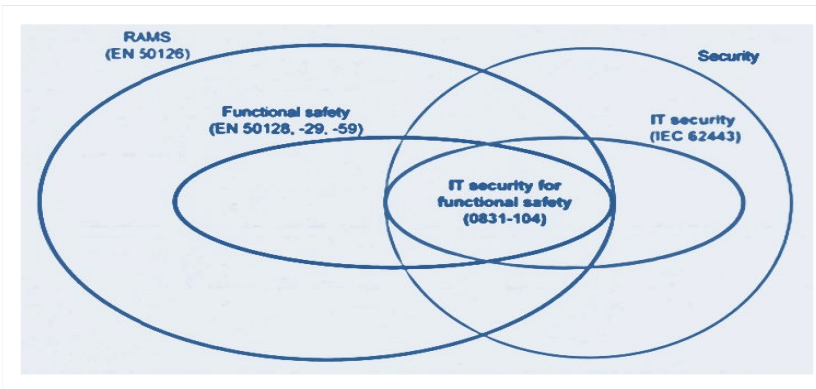 RAMS
(EN 50126)
Security
Functional safety
(EN 50128, -29, -59)
IT security
(IEC 62443)
IT security for
functional safety
(0831-104)